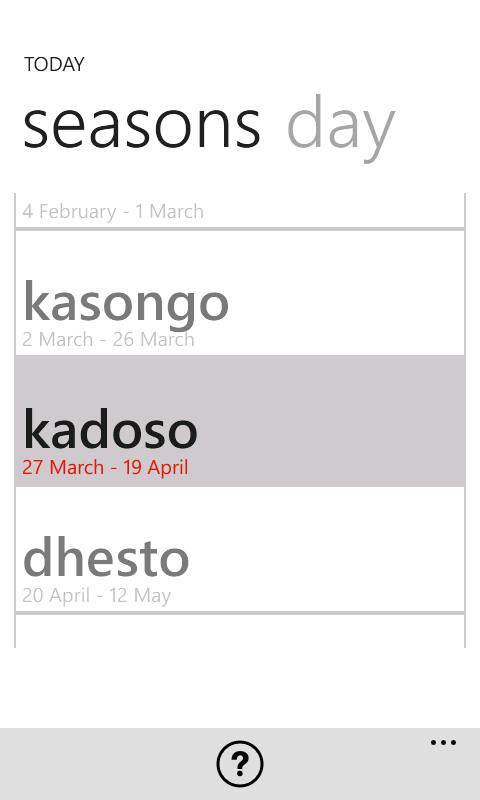 TODAY
seasons day
4 February - 1 March
kasongo
2 March - 26 March
kadoso
27 March - 19 April
dhesto
20 April - 12 May
?